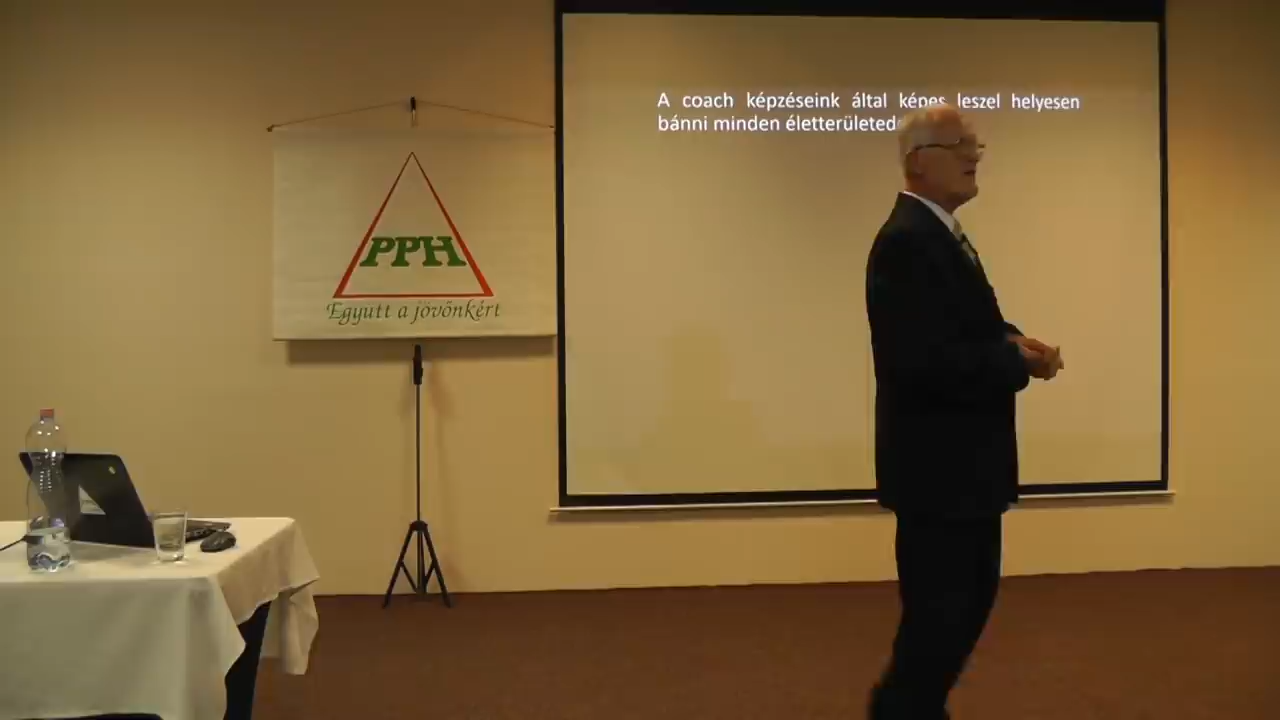 A coach képzéseink által képes leszel helyesen
bánni minden életterületed
PPH
Együtt a jövőnkért